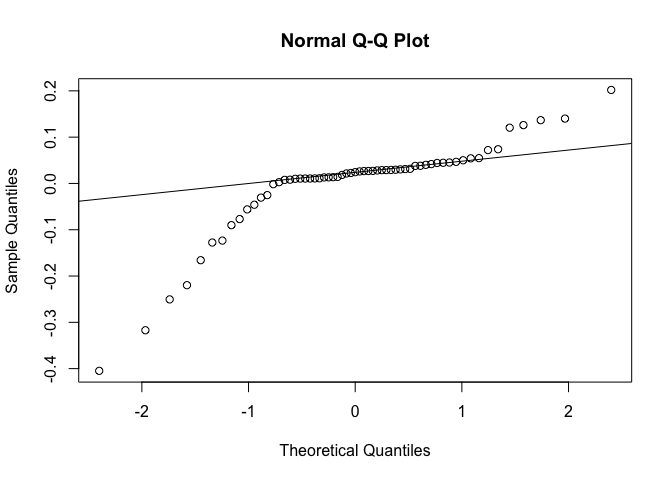 Normal Q-Q Plot
Sample Quantiles
0.2
0.1
0.0
-0.1
-0.2
-0.3
-0.4
-2 -1 0 1 2
Theoretical Quantiles